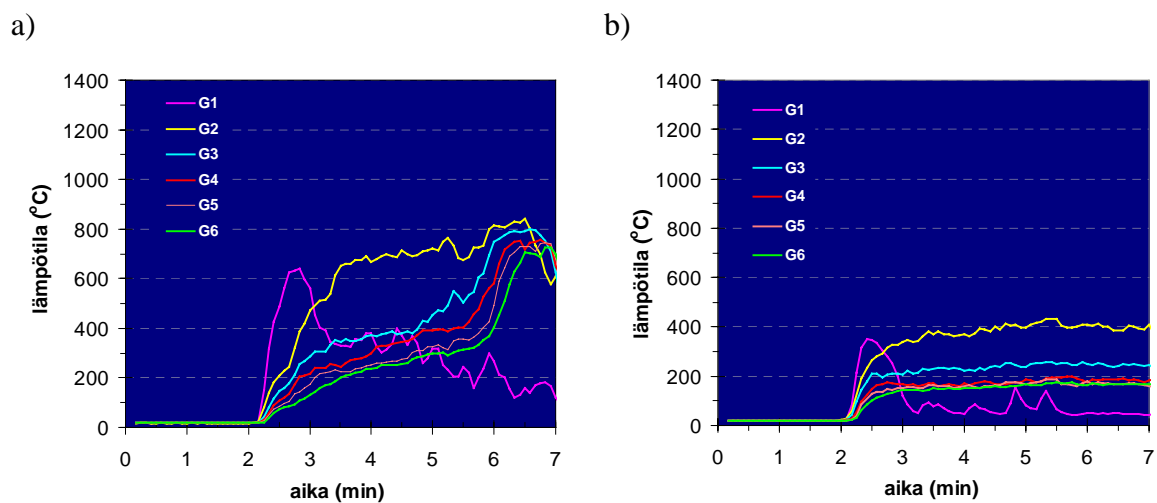 a)
1400
1200
1000
800
600
400
200
0
lämpötila (°C)
G1
G2
G3
G4
G5
G6
0 1 2 3 4 5 6 7
aika (min)
b)
1400
1200
1000
800
600
400
200
0
lämpötila (°C)
G1
G2
G3
G4
G5
G6
0 1 2 3 4 5 6 7
aika (min)